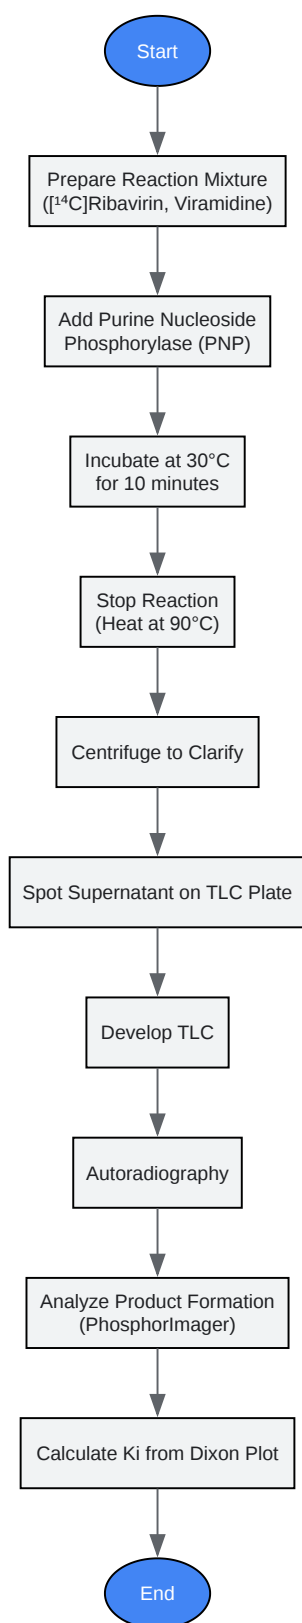 Start
Prepare Reaction Mixture
([¹⁴C]Ribavirin, Viramidine)
Add Purine Nucleoside
Phosphorylase (PNP)
Incubate at 30°C
for 10 minutes
Stop Reaction
(Heat at 90°C)
Centrifuge to Clarify
Spot Supernatant on TLC Plate
Develop TLC
Autoradiography
Analyze Product Formation
(PhosphorImager)
Calculate Ki from Dixon Plot
End